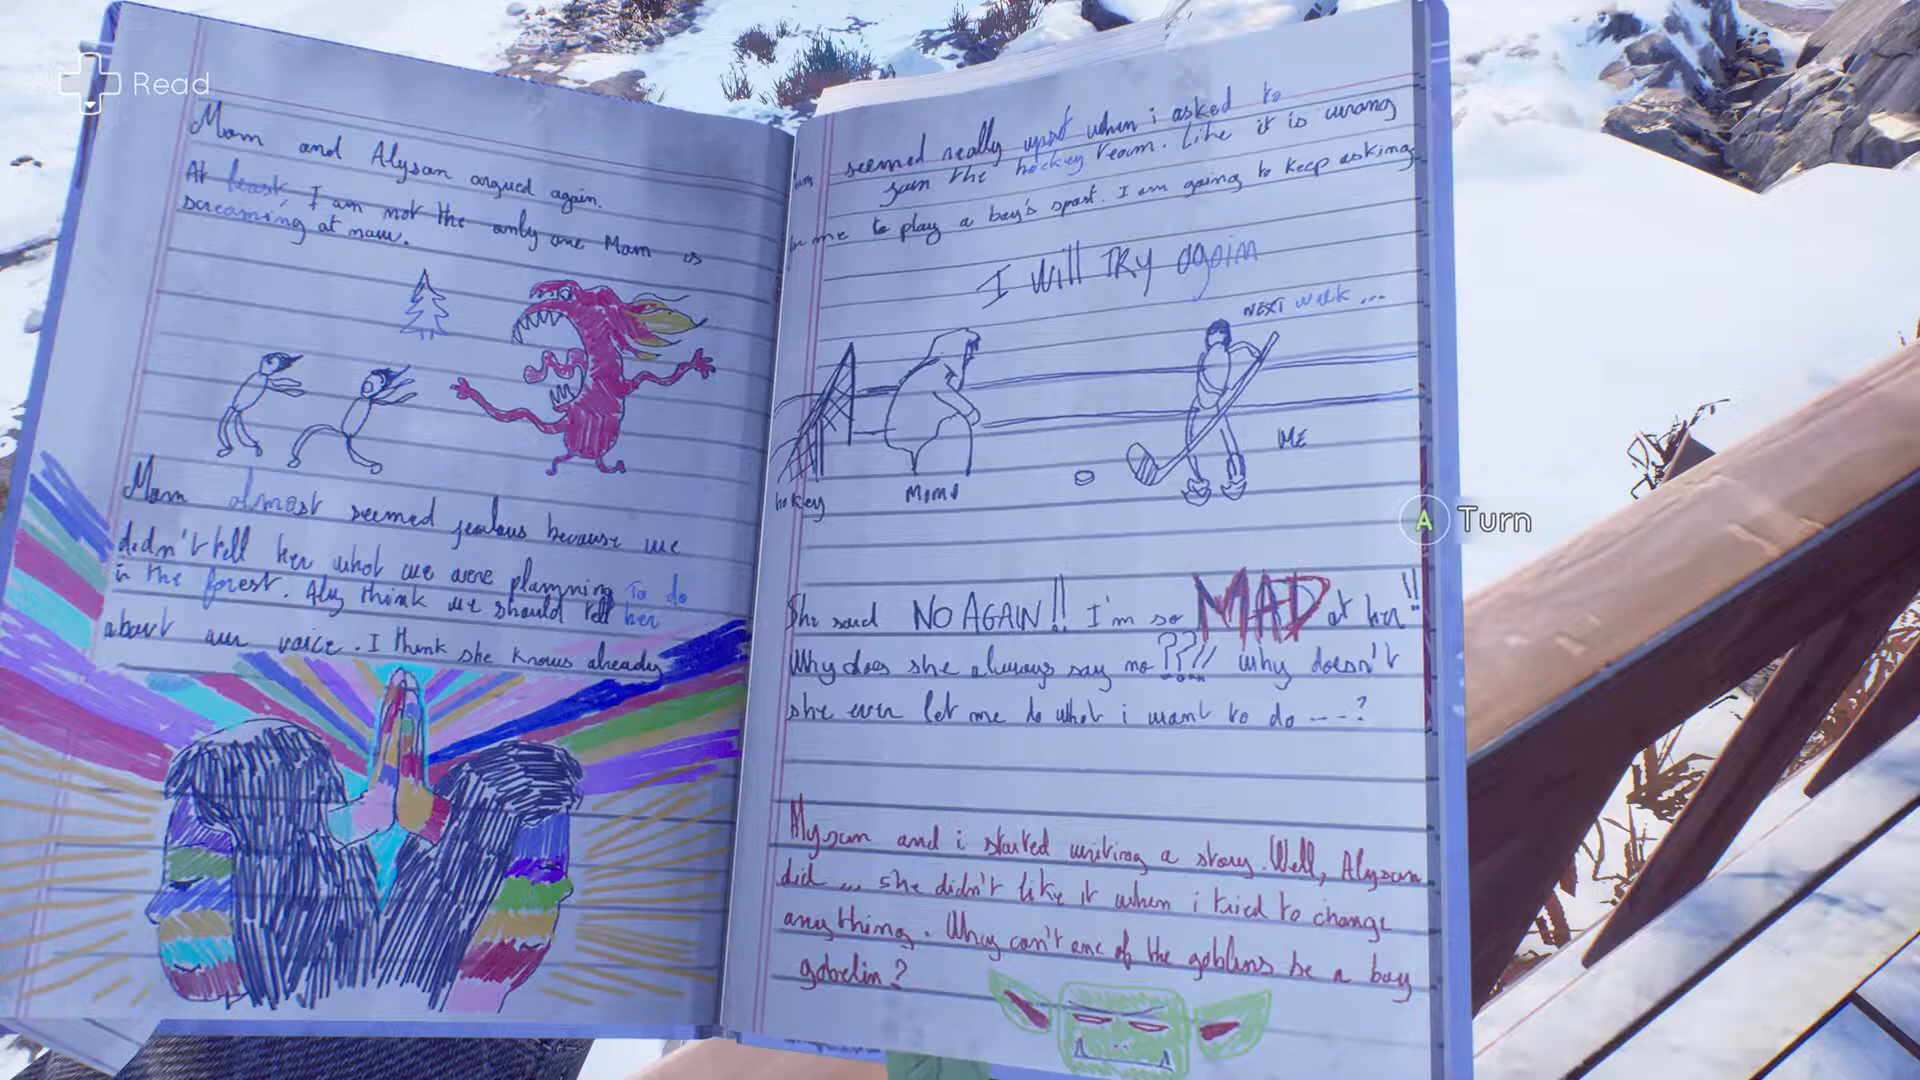 Read
Mom and Alyson argued again.
At least, I am not the only one Mom is
screaming at now.
Mom almost seemed jealous because we
didn't tell her what we were plamning to do
in the forest. Aly think we should tell her
about our voice. I think she knows already
seemed really upset when i asked to
join the hockey team. Like it is wrong
for me to play a boy's sport. I am going to keep asking
I will TRY again
NEXT week ...
hokey
Mom
ME
She said NO AGAIN!! I'm so MAD at her!!
Why does she always say no ??!! why doesn't
she ever let me do what i want to do ---?
Alyson and i started writing a story. Well, Alyson
did ... she didn't like it when i tried to change
anything. Why can't one of the goblins be a boy
gobelin?
A Turn